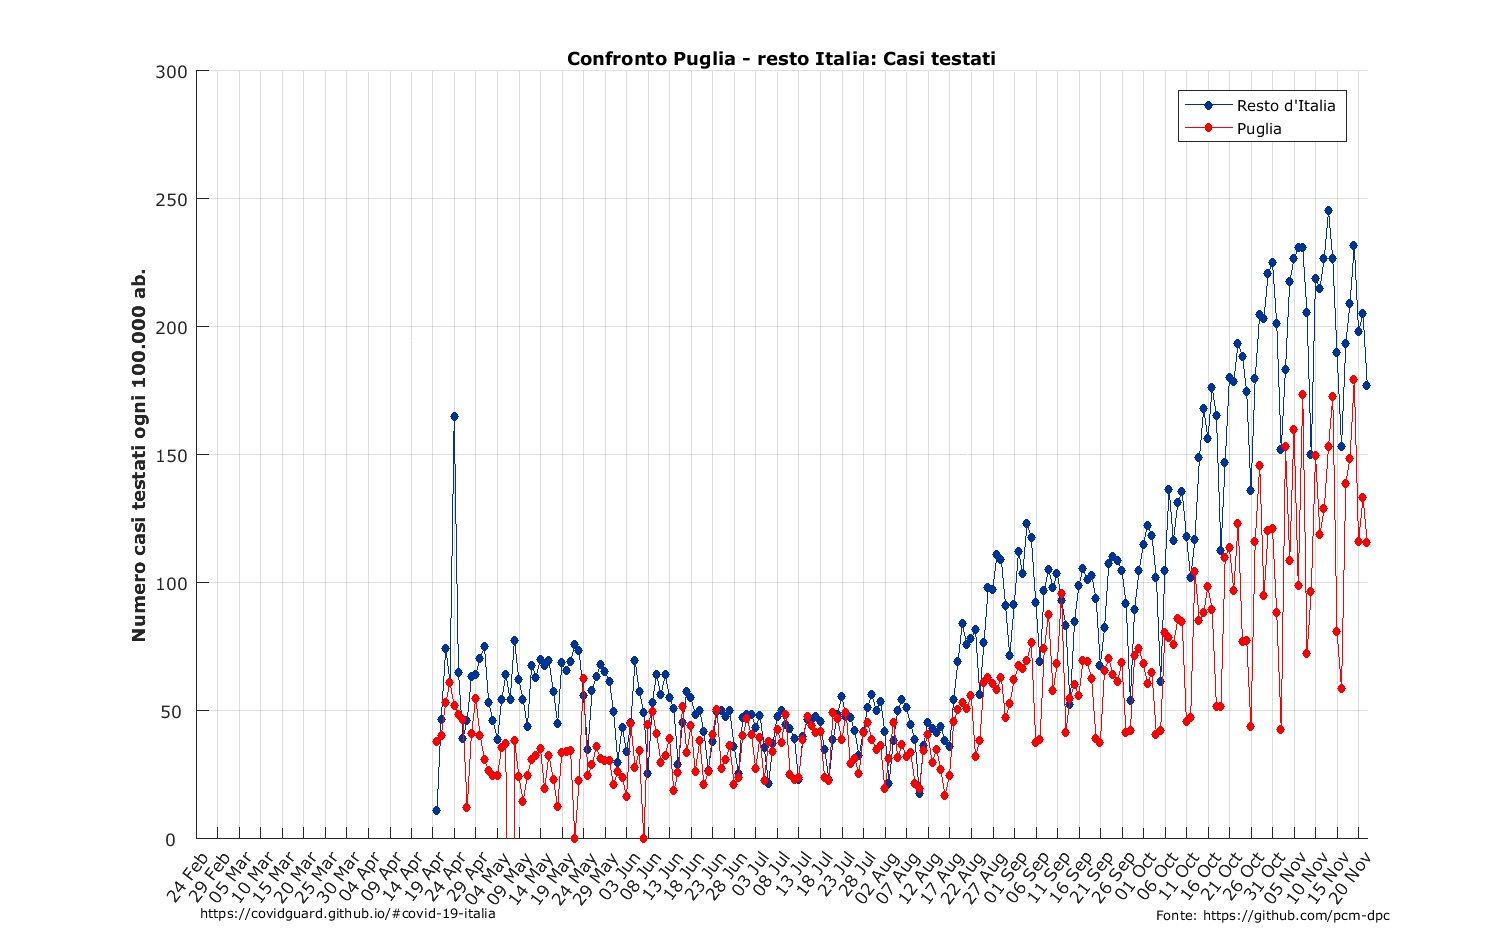 Confronto Puglia - resto Italia: Casi testati
Resto d'Italia
Puglia
Numero casi testati ogni 100.000 ab.
300
250
200
150
100
50
0
24 Feb
29 Feb
05 Mar
10 Mar
15 Mar
20 Mar
25 Mar
30 Mar
04 Apr
09 Apr
14 Apr
19 Apr
24 Apr
29 Apr
04 May
09 May
14 May
19 May
24 May
29 May
03 Jun
08 Jun
13 Jun
18 Jun
23 Jun
28 Jun
03 Jul
08 Jul
13 Jul
18 Jul
23 Jul
28 Jul
02 Aug
07 Aug
12 Aug
17 Aug
22 Aug
27 Aug
01 Sep
06 Sep
11 Sep
16 Sep
21 Sep
26 Sep
01 Oct
06 Oct
11 Oct
16 Oct
21 Oct
26 Oct
31 Oct
05 Nov
10 Nov
15 Nov
20 Nov
https://covidguard.github.io/#covid-19-italia
Fonte: https://github.com/pcm-dpc